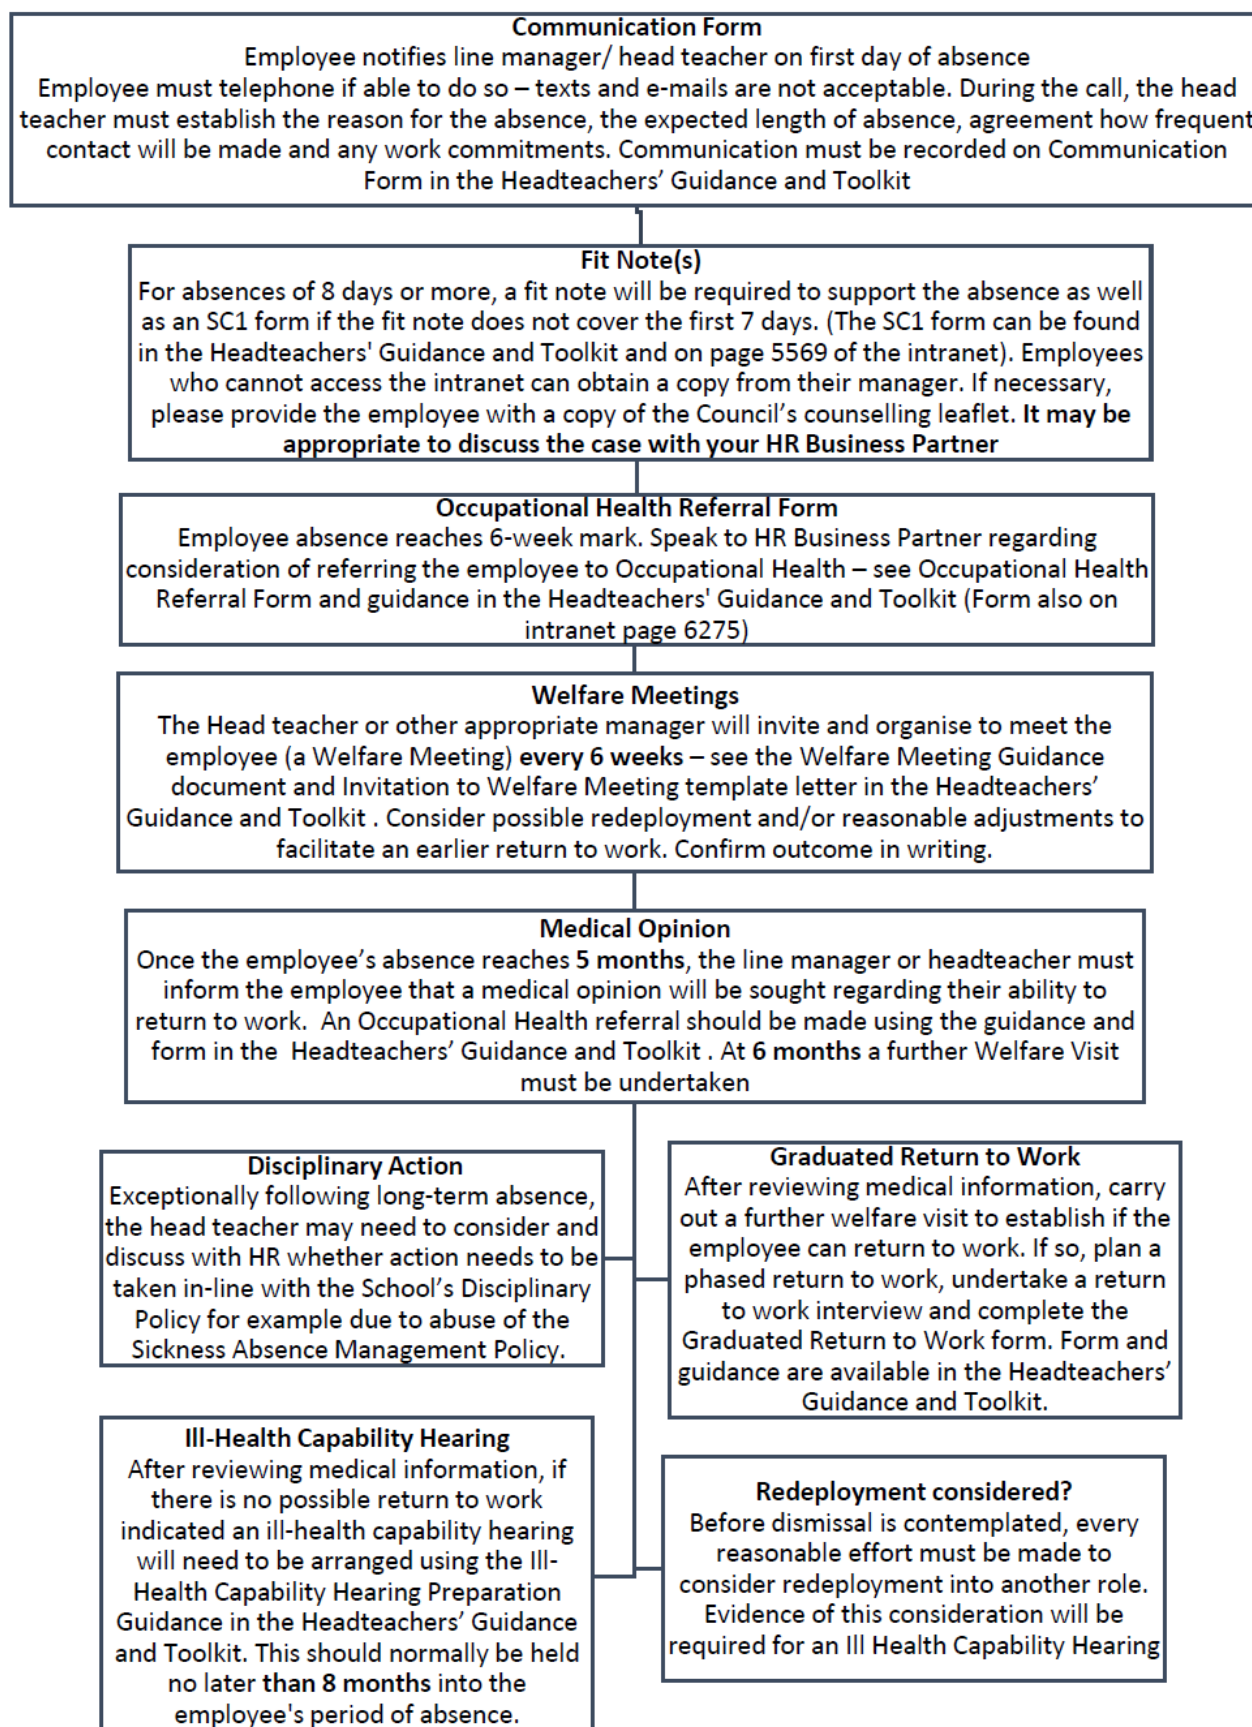 Communication Form
Employee notifies line manager/ head teacher on first day of absence
Employee must telephone if able to do so – texts and e-mails are not acceptable. During the call, the head
teacher must establish the reason for the absence, the expected length of absence, agreement how frequent
contact will be made and any work commitments. Communication must be recorded on Communication
Form in the Headteachers’ Guidance and Toolkit
Fit Note(s)
For absences of 8 days or more, a fit note will be required to support the absence as well
as an SC1 form if the fit note does not cover the first 7 days. (The SC1 form can be found
in the Headteachers' Guidance and Toolkit and on page 5569 of the intranet). Employees
who cannot access the intranet can obtain a copy from their manager. If necessary,
please provide the employee with a copy of the Council’s counselling leaflet. It may be
appropriate to discuss the case with your HR Business Partner
Occupational Health Referral Form
Employee absence reaches 6-week mark. Speak to HR Business Partner regarding
consideration of referring the employee to Occupational Health – see Occupational Health
Referral Form and guidance in the Headteachers' Guidance and Toolkit (Form also on
intranet page 6275)
Welfare Meetings
The Head teacher or other appropriate manager will invite and organise to meet the
employee (a Welfare Meeting) every 6 weeks – see the Welfare Meeting Guidance
document and Invitation to Welfare Meeting template letter in the Headteachers’
Guidance and Toolkit . Consider possible redeployment and/or reasonable adjustments to
facilitate an earlier return to work. Confirm outcome in writing.
Medical Opinion
Once the employee’s absence reaches 5 months, the line manager or headteacher must
inform the employee that a medical opinion will be sought regarding their ability to
return to work.  An Occupational Health referral should be made using the guidance and
form in the  Headteachers’ Guidance and Toolkit . At 6 months a further Welfare Visit
must be undertaken
Disciplinary Action
Exceptionally following long-term absence,
the head teacher may need to consider and
discuss with HR whether action needs to be
taken in-line with the School’s Disciplinary
Policy for example due to abuse of the
Sickness Absence Management Policy.
Graduated Return to Work
After reviewing medical information, carry
out a further welfare visit to establish if the
employee can return to work. If so, plan a
phased return to work, undertake a return
to work interview and complete the
Graduated Return to Work form. Form and
guidance are available in the Headteachers’
Guidance and Toolkit.
Ill-Health Capability Hearing
After reviewing medical information, if
there is no possible return to work
indicated an ill-health capability hearing
will need to be arranged using the Ill-
Health Capability Hearing Preparation
Guidance in the Headteachers’ Guidance
and Toolkit. This should normally be held
no later than 8 months into the
employee's period of absence.
Redeployment considered?
Before dismissal is contemplated, every
reasonable effort must be made to
consider redeployment into another role.
Evidence of this consideration will be
required for an Ill Health Capability Hearing